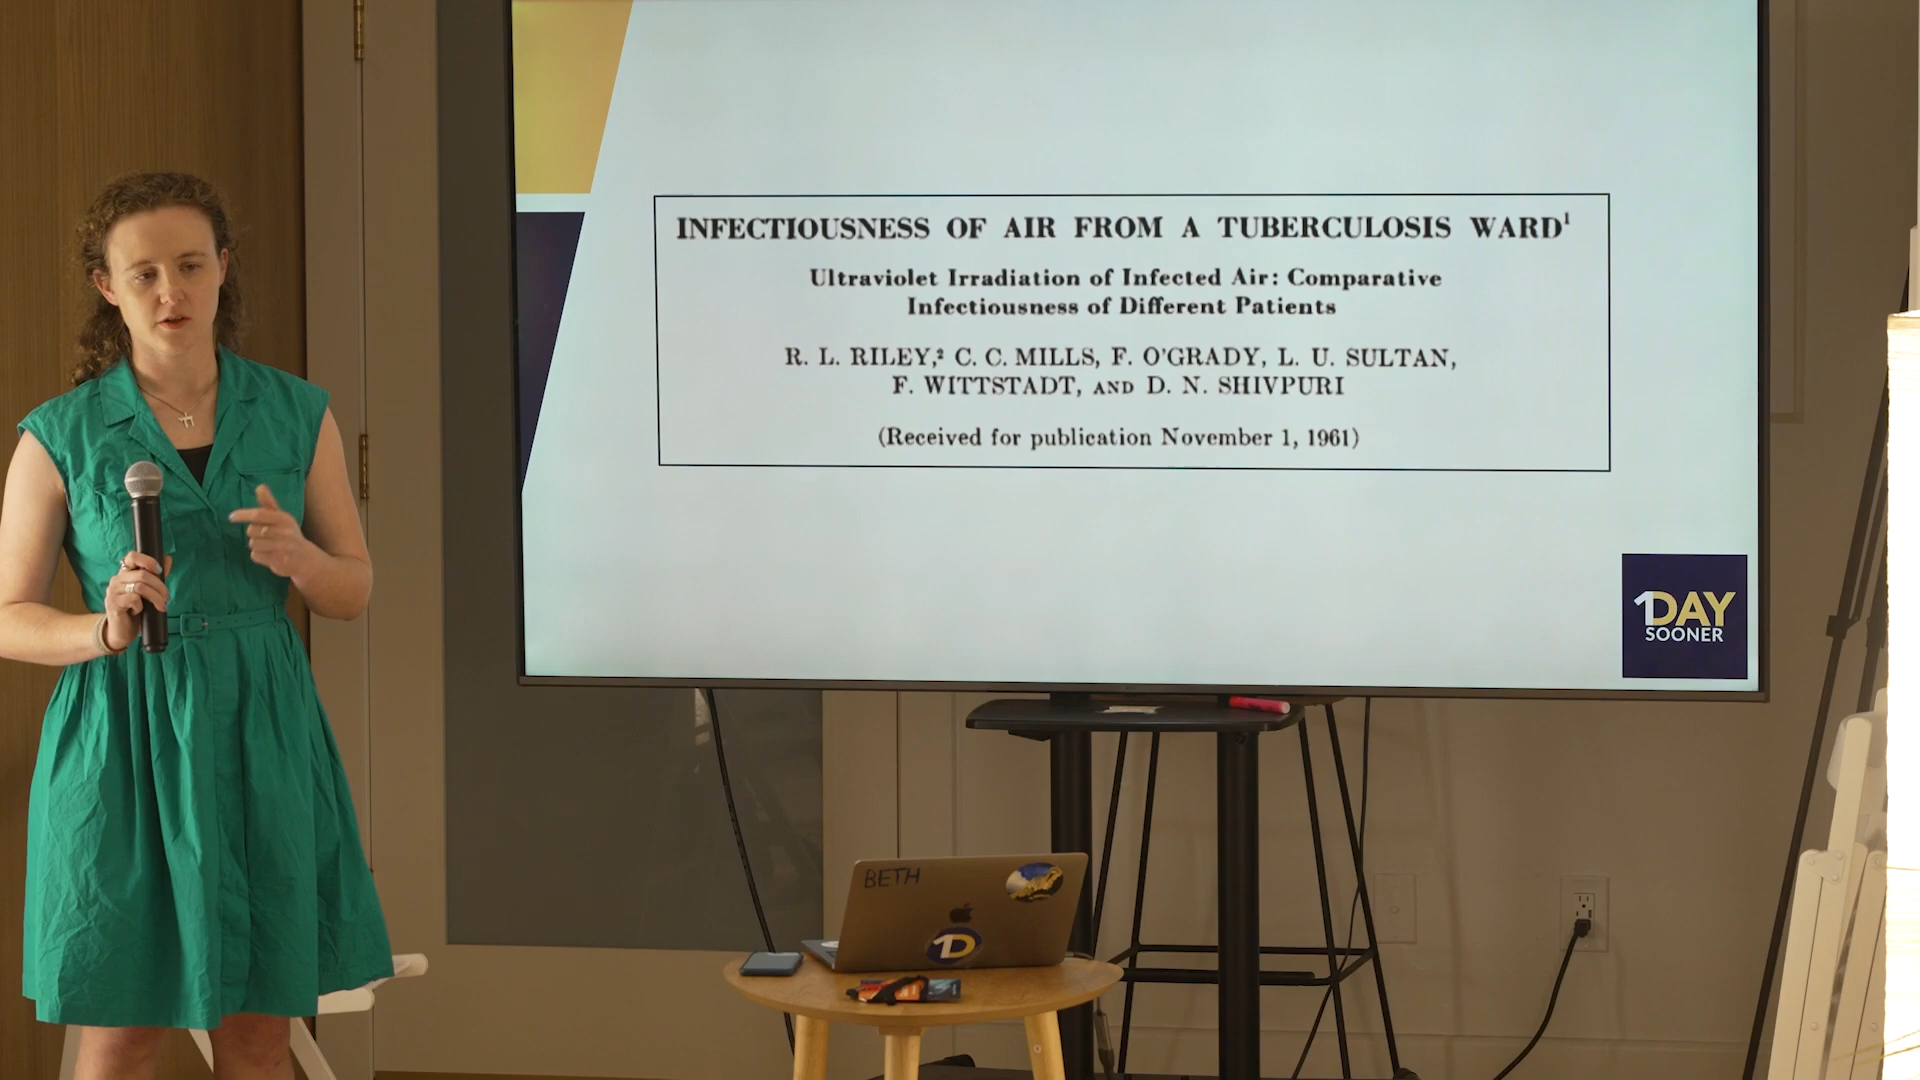 INFECTIOUSNESS OF AIR FROM A TUBERCULOSIS WARD¹
Ultraviolet Irradiation of Infected Air: Comparative
Infectiousness of Different Patients
R. L. RILEY,² C. C. MILLS, F. O'GRADY, L. U. SULTAN,
F. WITTSTADT, AND D. N. SHIVPURI
(Received for publication November 1, 1961)
1DAY
SOONER
BETH
1D